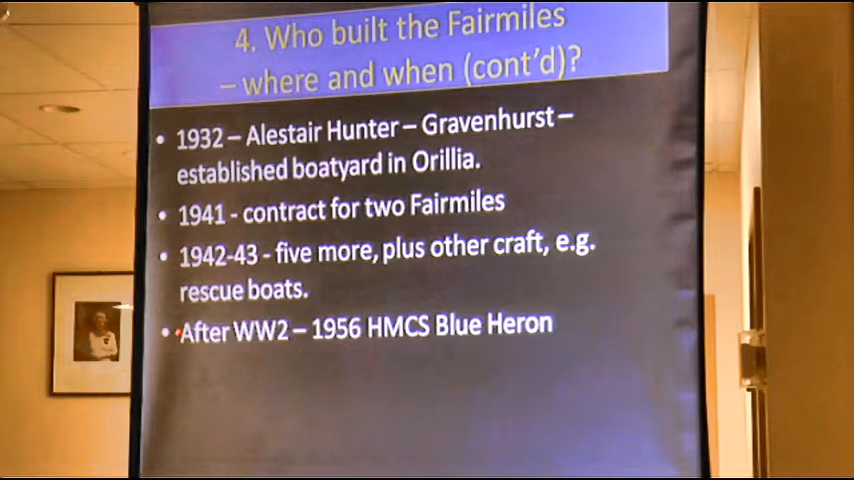 4. Who built the Fairmiles
– where and when (cont'd)?
• 1932 – Alestair Hunter – Gravenhurst –
established boatyard in Orillia.
• 1941 - contract for two Fairmiles
• 1942-43 - five more, plus other craft, e.g.
rescue boats.
• After WW2 – 1956 HMCS Blue Heron